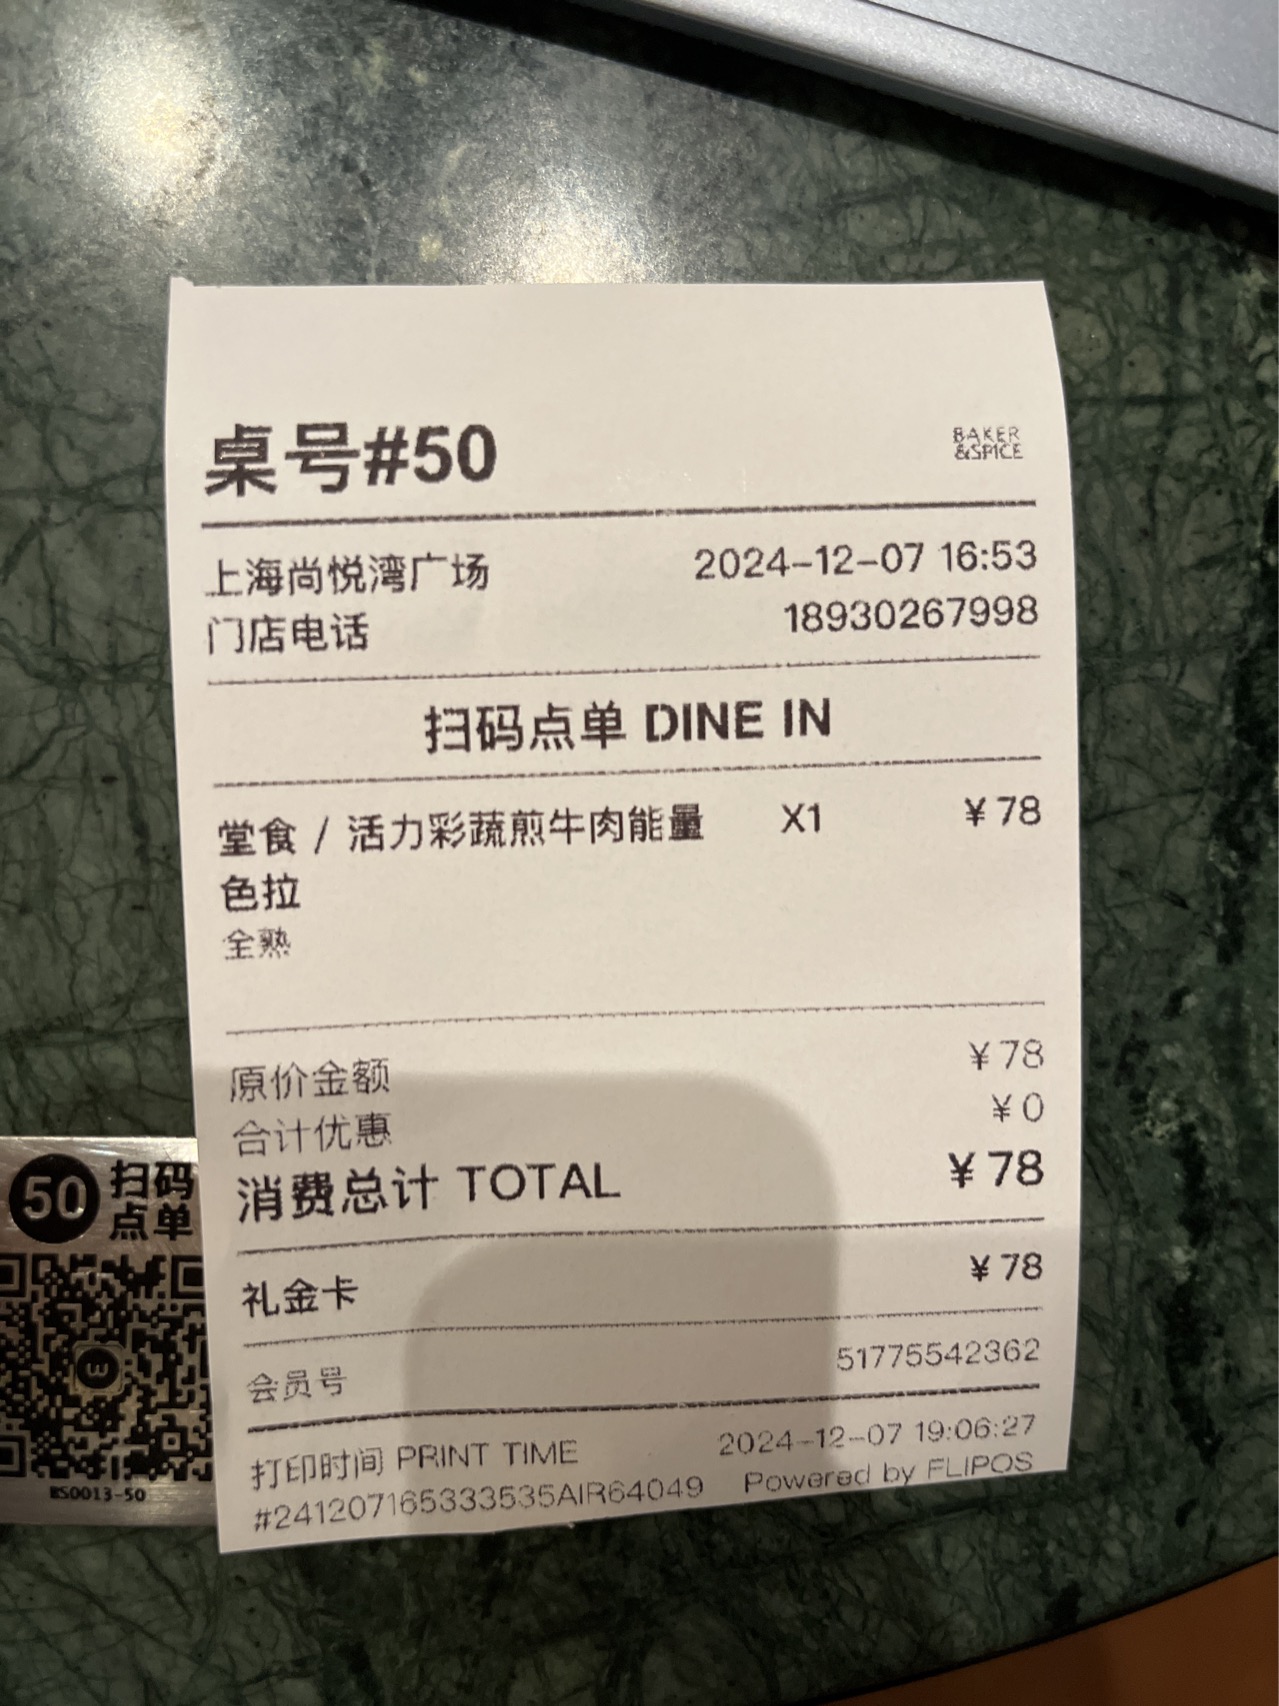 桌号#50
BAKER
&SPICE
上海尚悦湾广场 2024-12-07 16:53
门店电话 18930267998
扫码点单 DINE IN
堂食 / 活力彩蔬煎牛肉能量 X1 ¥78
色拉
全熟
原价金额 ¥78
合计优惠 ¥0
消费总计 TOTAL ¥78
礼金卡 ¥78
会员号 51775542362
打印时间 PRINT TIME 2024-12-07 19:06:27
#241207165333535AIR64049 Powered by FLIPOS
50 扫码
点单
BS0013-50